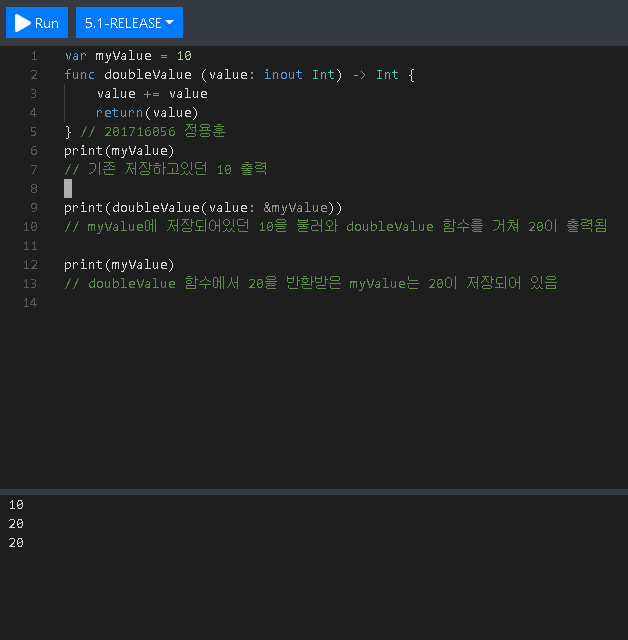 Run 5.1-RELEASE
1 var myValue = 10
2 func doubleValue (value: inout Int) -> Int {
3 value += value
4 return(value)
5 } // 201716056 정용훈
6 print(myValue)
7 // 기존 저장하고있던 10 출력
8
9 print(doubleValue(value: &myValue))
10 // myValue에 저장되어있던 10을 불러와 doubleValue 함수를 거쳐 20이 출력됨
11
12 print(myValue)
13 // doubleValue 함수에서 20을 반환받은 myValue는 20이 저장되어 있음
14
10
20
20